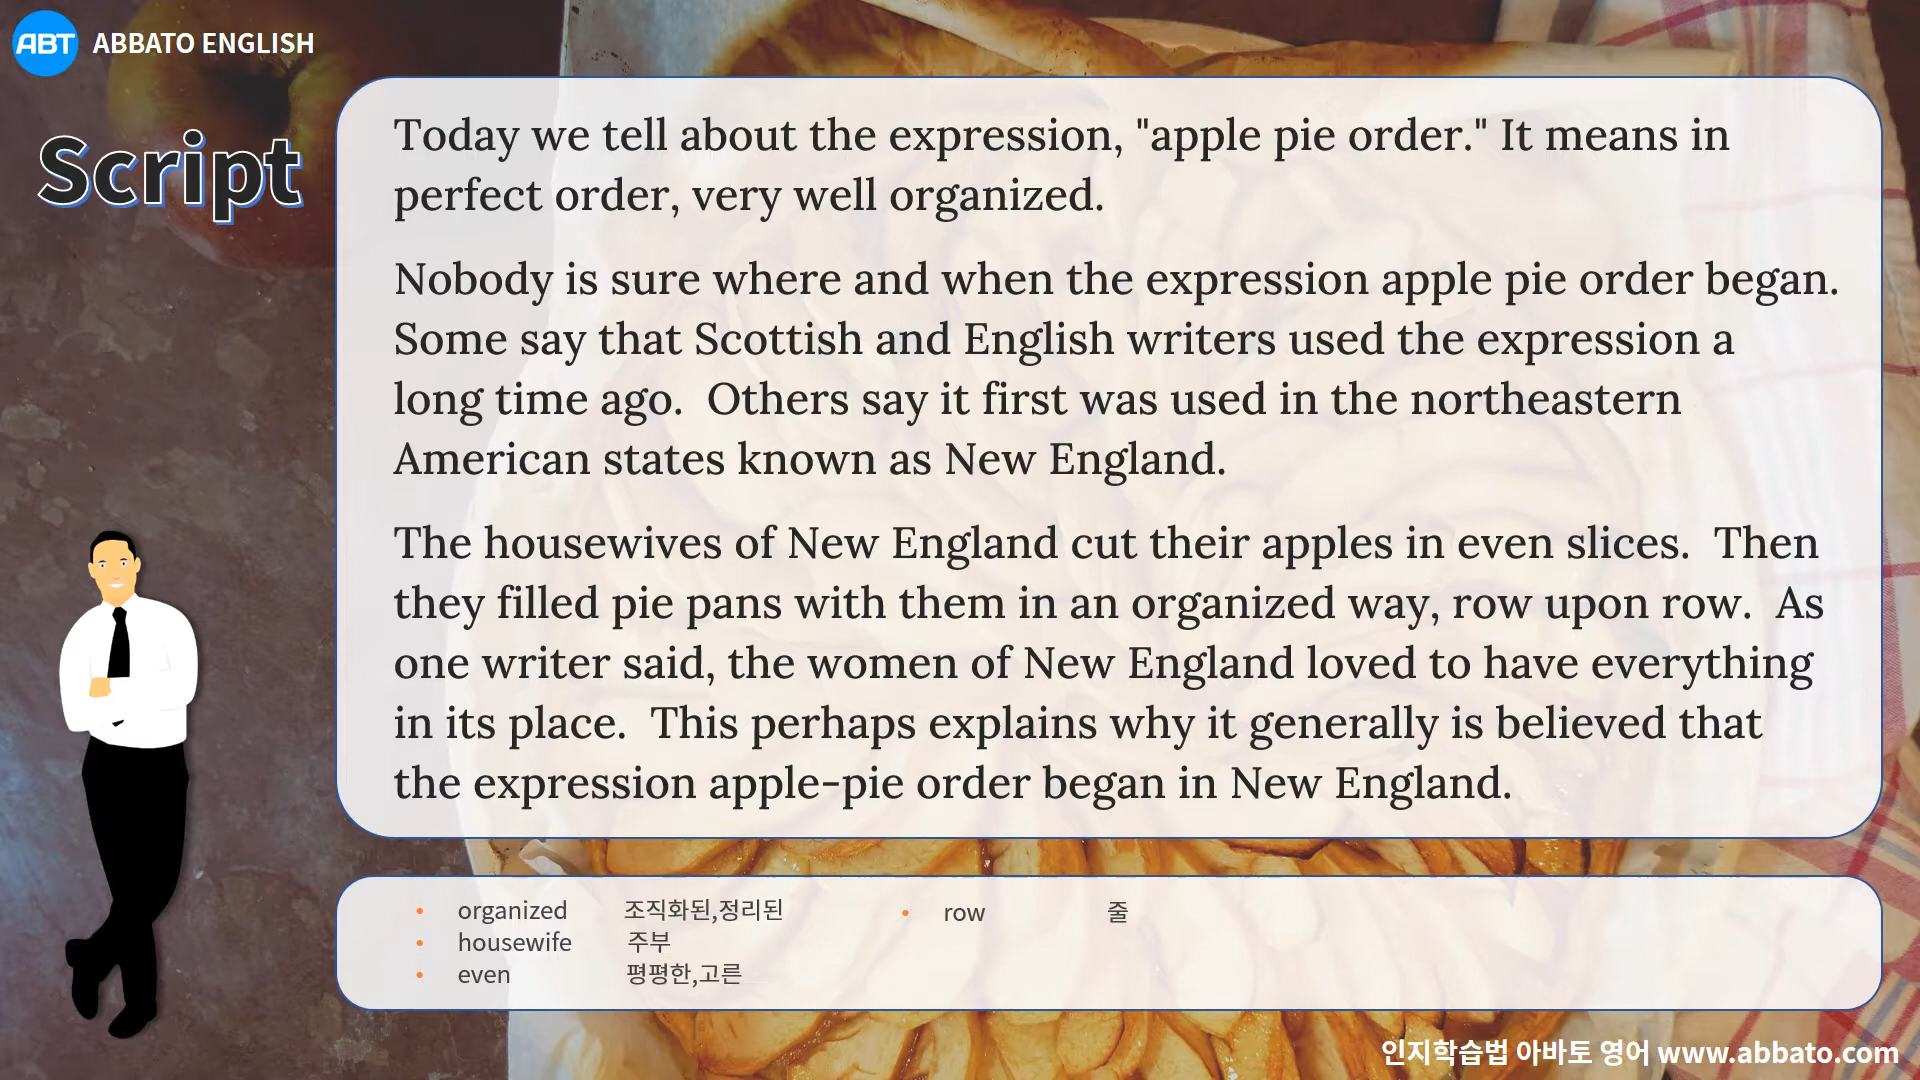 ABT ABBATO ENGLISH
Script
Today we tell about the expression, "apple pie order." It means in
perfect order, very well organized.
Nobody is sure where and when the expression apple pie order began.
Some say that Scottish and English writers used the expression a
long time ago.  Others say it first was used in the northeastern
American states known as New England.
The housewives of New England cut their apples in even slices.  Then
they filled pie pans with them in an organized way, row upon row.  As
one writer said, the women of New England loved to have everything
in its place.  This perhaps explains why it generally is believed that
the expression apple-pie order began in New England.
• organized 조직화된,정리된
• housewife 주부
• even 평평한,고른
• row 줄
인지학습법 아바토 영어 www.abbato.com